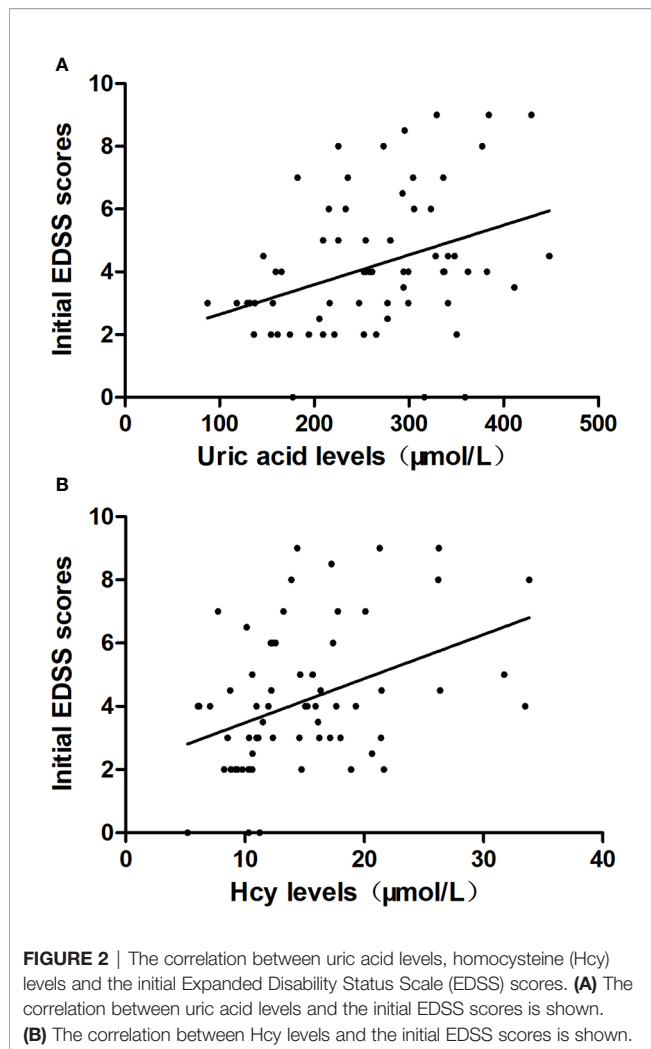 A
10
8
6
4
2
0
Initial EDSS scores
0 100 200 300 400 500
Uric acid levels（μmol/L）
B
10
8
6
4
2
0
Initial EDSS scores
0 10 20 30 40
Hcy levels（μmol/L）
FIGURE 2 | The correlation between uric acid levels, homocysteine (Hcy)
levels and the initial Expanded Disability Status Scale (EDSS) scores. (A) The
correlation between uric acid levels and the initial EDSS scores is shown.
(B) The correlation between Hcy levels and the initial EDSS scores is shown.